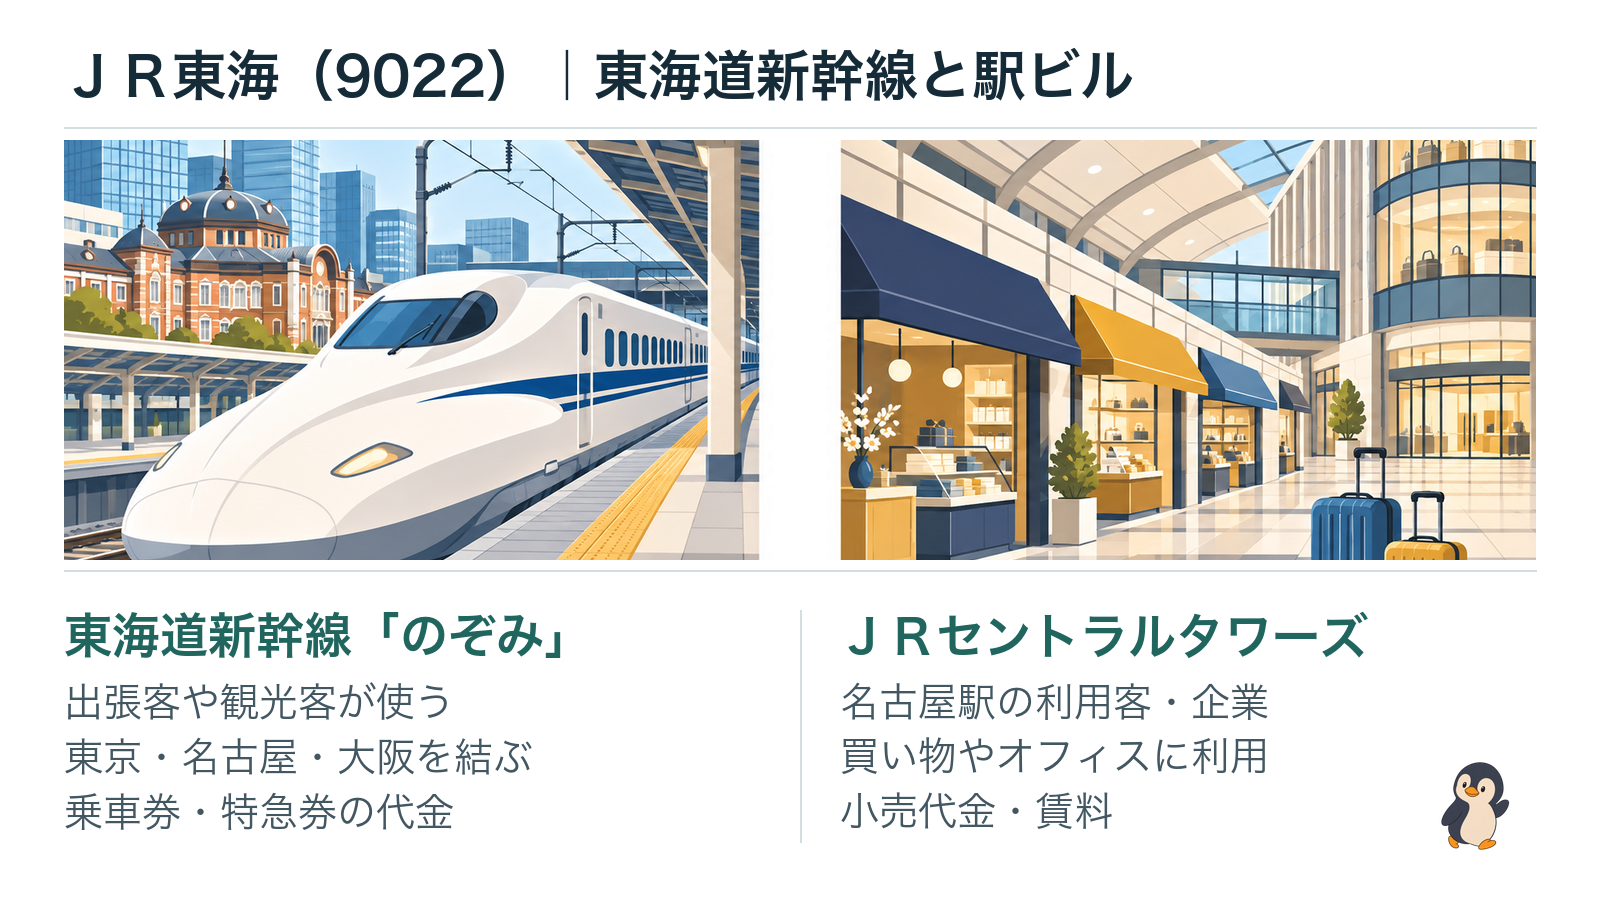 ＪＲ東海（9022）｜東海道新幹線と駅ビル
東海道新幹線「のぞみ」
出張客や観光客が使う
東京・名古屋・大阪を結ぶ
乗車券・特急券の代金
ＪＲセントラルタワーズ
名古屋駅の利用客・企業
買い物やオフィスに利用
小売代金・賃料